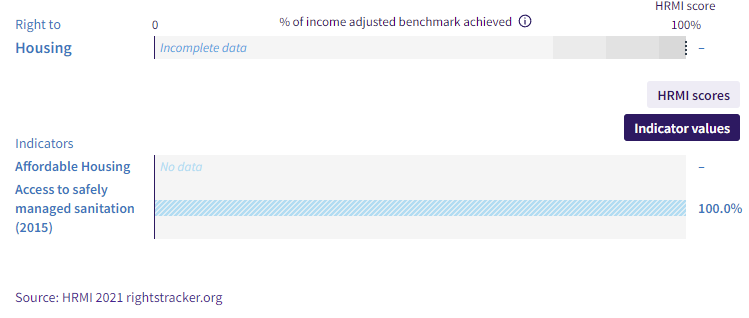 HRMI score
Right to
0
% of income adjusted benchmark achieved
100%
Housing
Incomplete data
–
HRMI scores
Indicator values
Indicators
Affordable Housing
No data
–
Access to safely
managed sanitation
(2015)
100.0%
Source: HRMI 2021 rightstracker.org